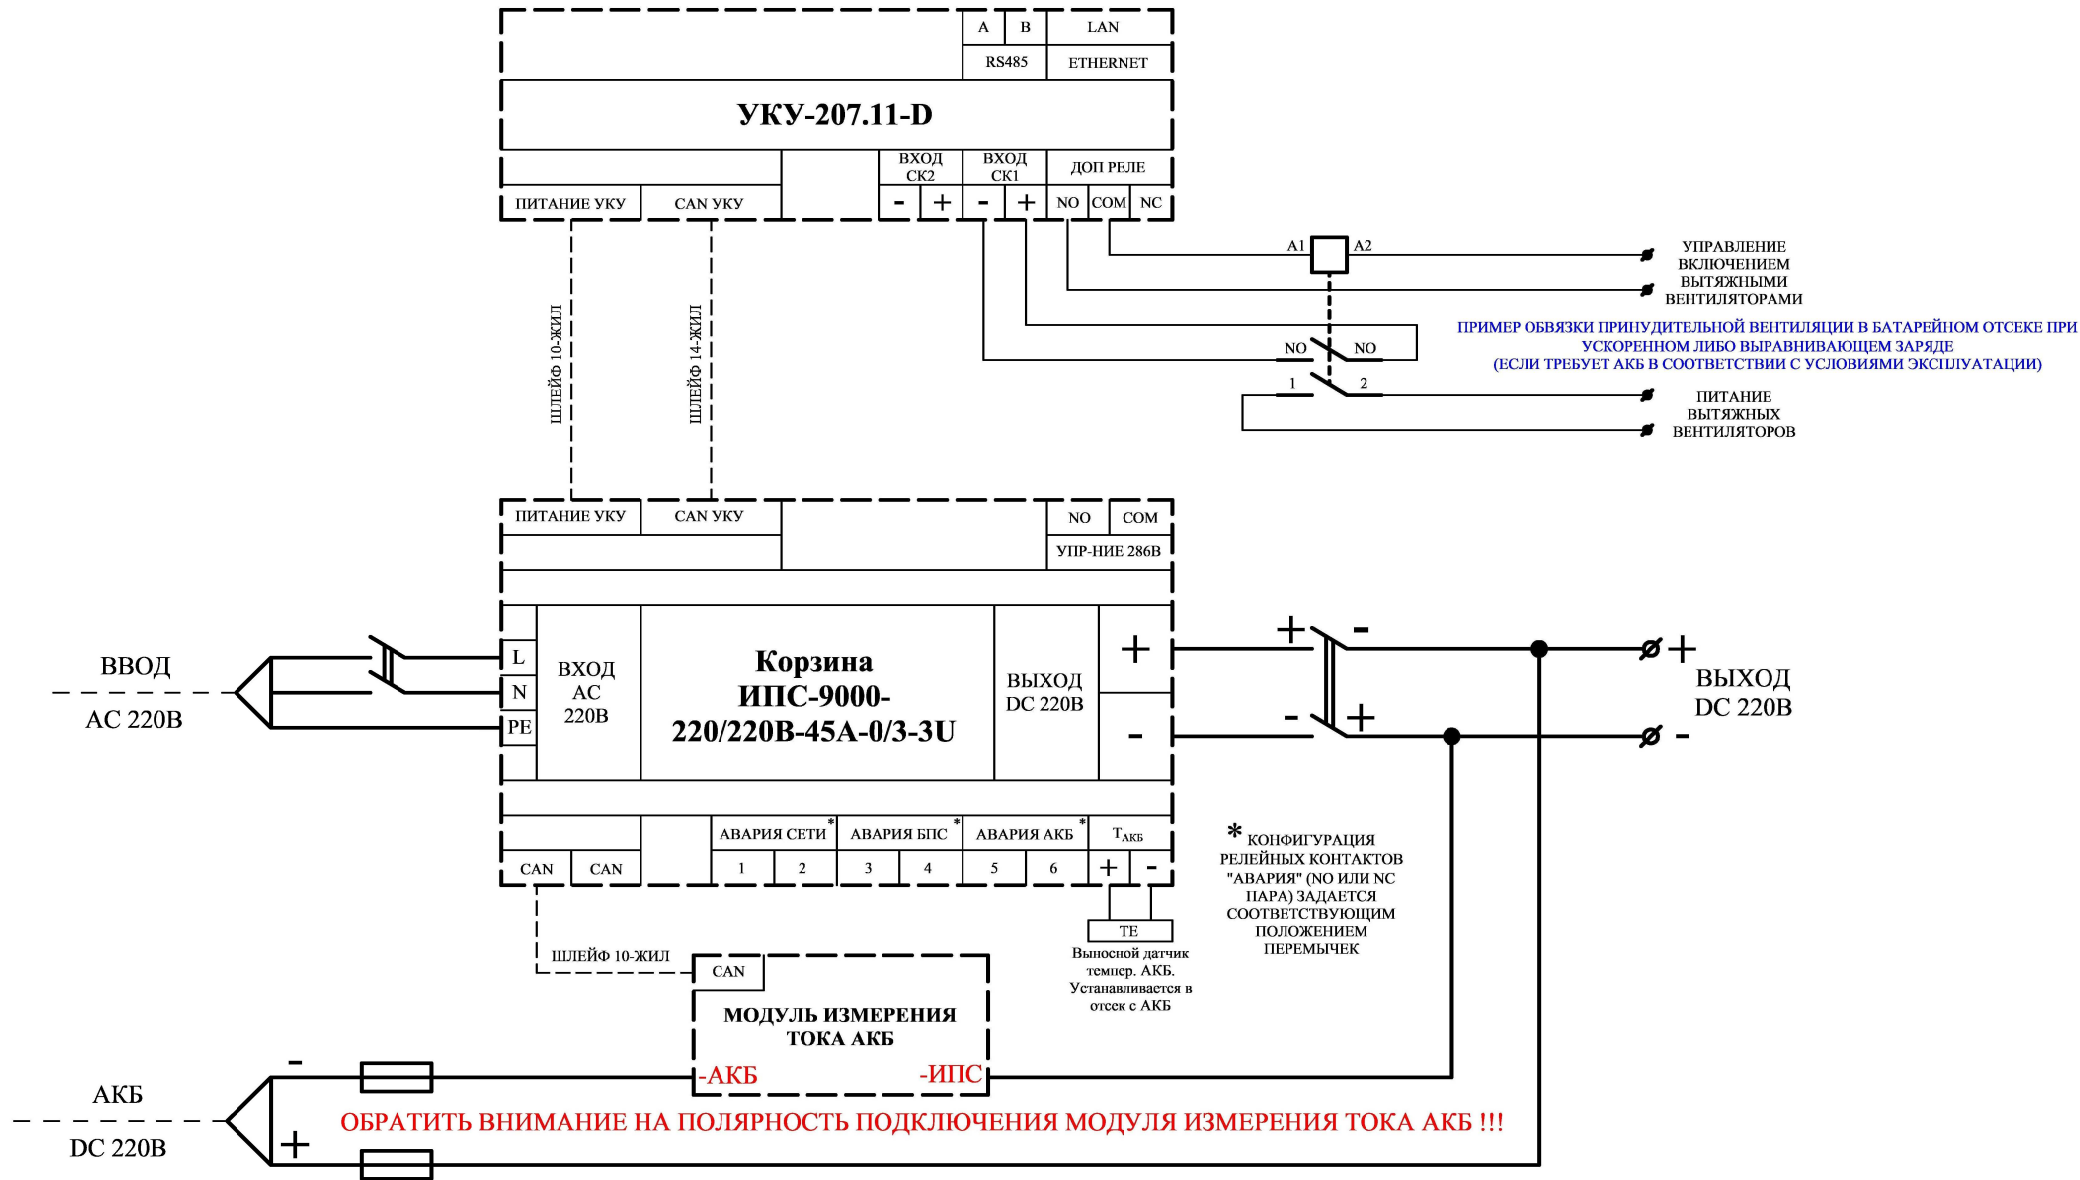 A B LAN
RS485 ETHERNET
УКУ-207.11-D
ВХОД СК2 ВХОД СК1 ДОП РЕЛЕ
ПИТАНИЕ УКУ CAN УКУ - + - + NO COM NC
A1 A2
УПРАВЛЕНИЕ
ВКЛЮЧЕНИЕМ
ВЫТЯЖНЫМИ
ВЕНТИЛЯТОРАМИ
ШЛЕЙФ 10-ЖИЛ
ШЛЕЙФ 14-ЖИЛ
ПРИМЕР ОБВЯЗКИ ПРИНУДИТЕЛЬНОЙ ВЕНТИЛЯЦИИ В БАТАРЕЙНОМ ОТСЕКЕ ПРИ
УСКОРЕННОМ ЛИБО ВЫРАВНИВАЮЩЕМ ЗАРЯДЕ
(ЕСЛИ ТРЕБУЕТ АКБ В СООТВЕТСТВИИ С УСЛОВИЯМИ ЭКСПЛУАТАЦИИ)
NO NO
1 2
ПИТАНИЕ
ВЫТЯЖНЫХ
ВЕНТИЛЯТОРОВ
ПИТАНИЕ УКУ CAN УКУ NO COM
УПР-НИЕ 286В
ВВОД
АС 220В
L
N
PE
ВХОД
АС
220В
Корзина
ИПС-9000-
220/220В-45А-0/3-3U
ВЫХОД
DC 220В
+
-
+ -
- +
+
-
ВЫХОД
DC 220В
АВАРИЯ СЕТИ* АВАРИЯ БПС* АВАРИЯ АКБ* TАКБ
CAN CAN 1 2 3 4 5 6 + -
* КОНФИГУРАЦИЯ
РЕЛЕЙНЫХ КОНТАКТОВ
"АВАРИЯ" (NO ИЛИ NC
ПАРА) ЗАДАЕТСЯ
СООТВЕТСТВУЮЩИМ
ПОЛОЖЕНИЕМ
ПЕРЕМЫЧЕК
TE
Выносной датчик
темпер. АКБ.
Устанавливается в
отсек с АКБ
ШЛЕЙФ 10-ЖИЛ
CAN
МОДУЛЬ ИЗМЕРЕНИЯ
ТОКА АКБ
-АКБ -ИПС
АКБ
DC 220В
-
+
ОБРАТИТЬ ВНИМАНИЕ НА ПОЛЯРНОСТЬ ПОДКЛЮЧЕНИЯ МОДУЛЯ ИЗМЕРЕНИЯ ТОКА АКБ !!!